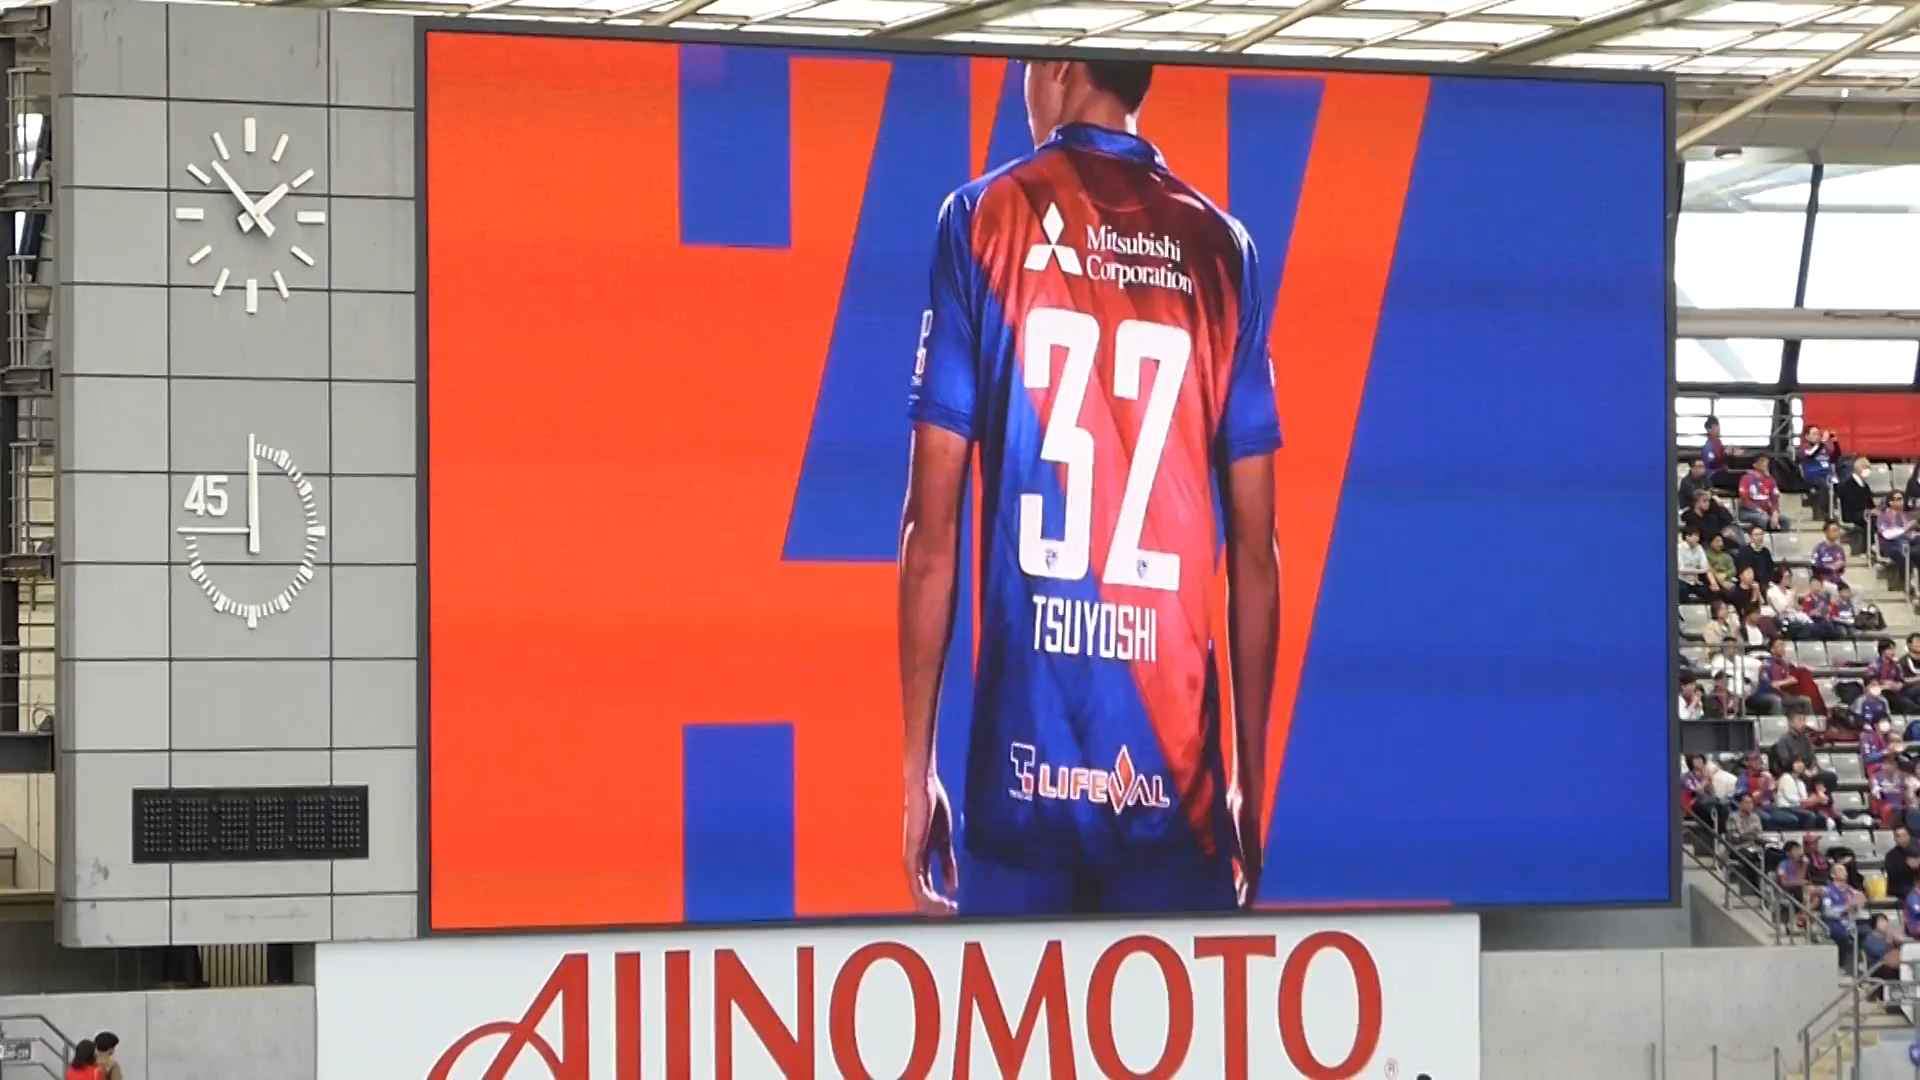 Mitsubishi
Corporation
32
TSUYOSHI
LIFEVAL
45
AJINOMOTO
®